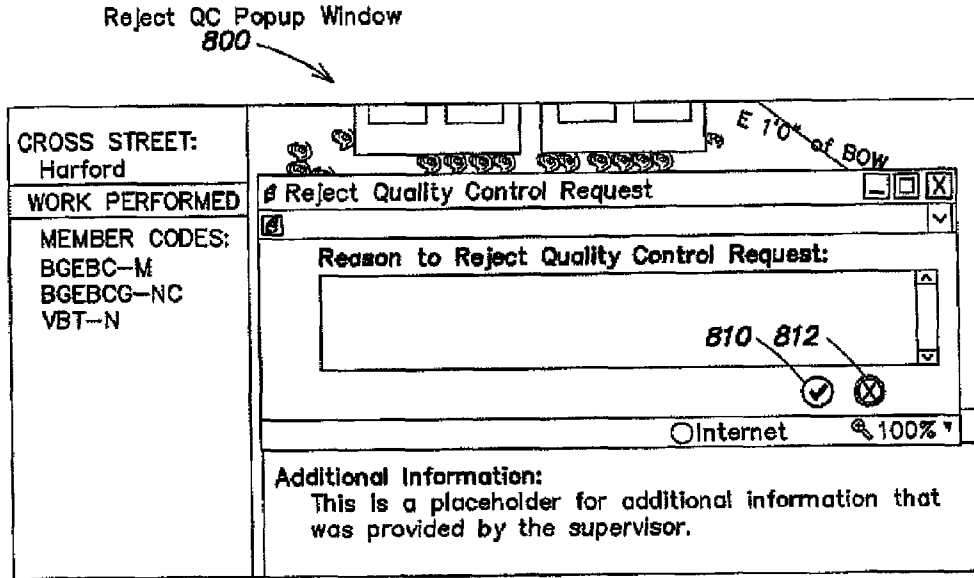 Reject QC Popup Window
800
CROSS STREET:
Harford
WORK PERFORMED
MEMBER CODES:
BGEBC-M
BGEBCG-NC
VBT-N
E 1'0" of BOW
Reject Quality Control Request
Reason to Reject Quality Control Request:
810 812
Internet 100%
Additional Information:
This is a placeholder for additional information that
was provided by the supervisor.